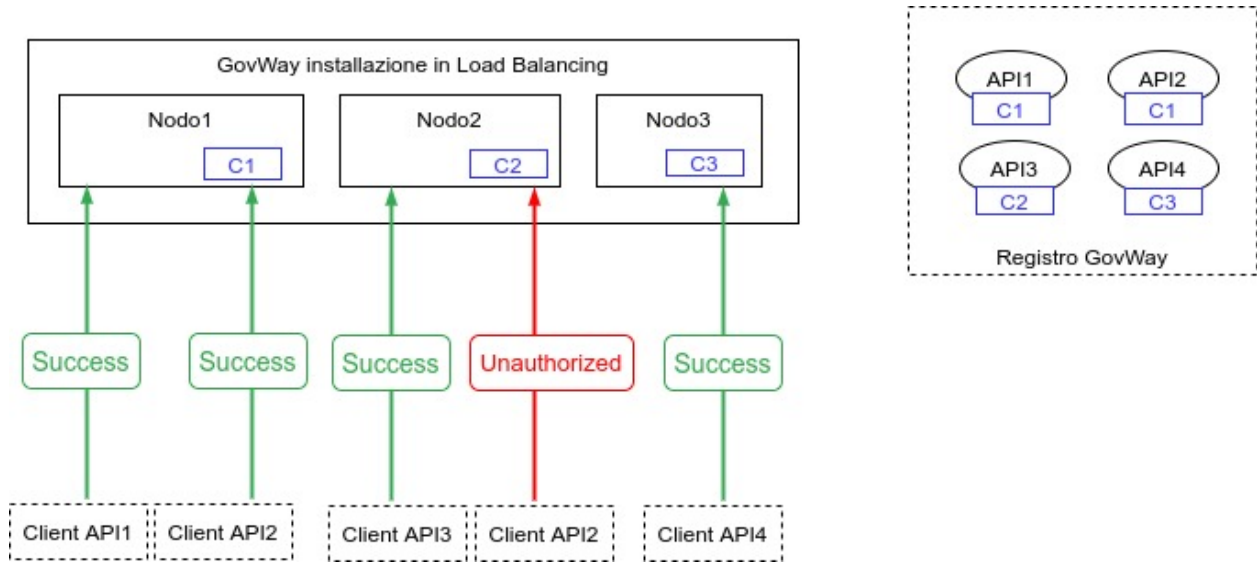 GovWay installazione in Load Balancing
Nodo1
C1
Nodo2
C2
Nodo3
C3
Success
Success
Success
Unauthorized
Success
Client API1
Client API2
Client API3
Client API2
Client API4
API1
C1
API2
C1
API3
C2
API4
C3
Registro GovWay